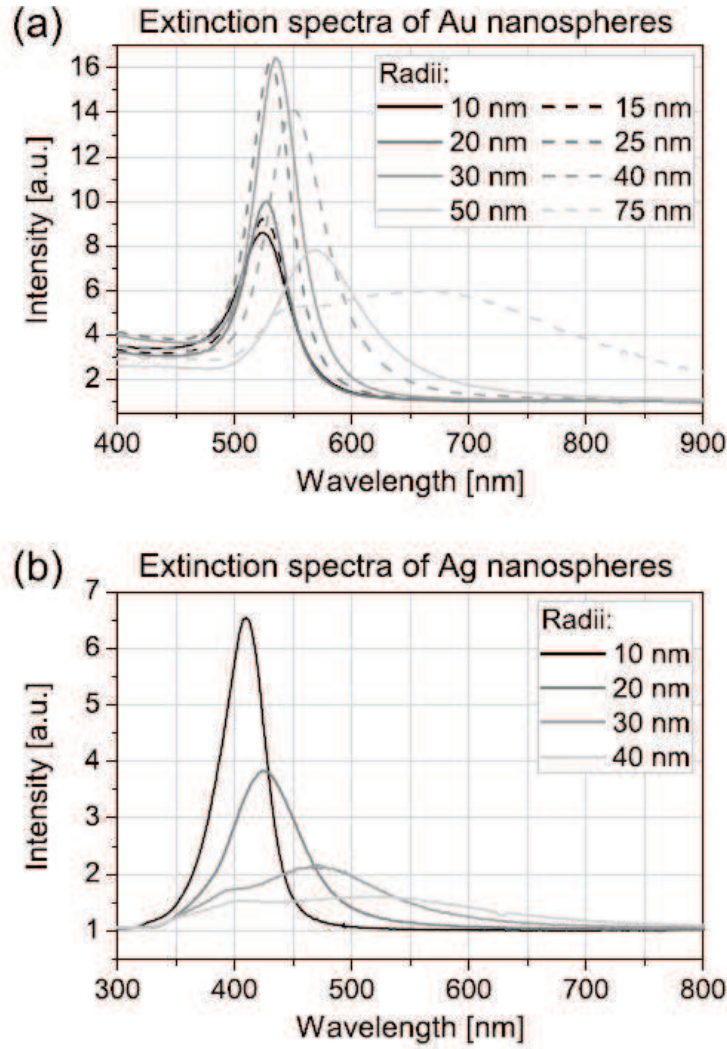 (a) Extinction spectra of Au nanospheres
Radii:
10 nm 15 nm
20 nm 25 nm
30 nm 40 nm
50 nm 75 nm
Intensity [a.u.]
16
14
12
10
8
6
4
2
400 500 600 700 800 900
Wavelength [nm]
(b) Extinction spectra of Ag nanospheres
Radii:
10 nm
20 nm
30 nm
40 nm
Intensity [a.u.]
7
6
5
4
3
2
1
300 400 500 600 700 800
Wavelength [nm]